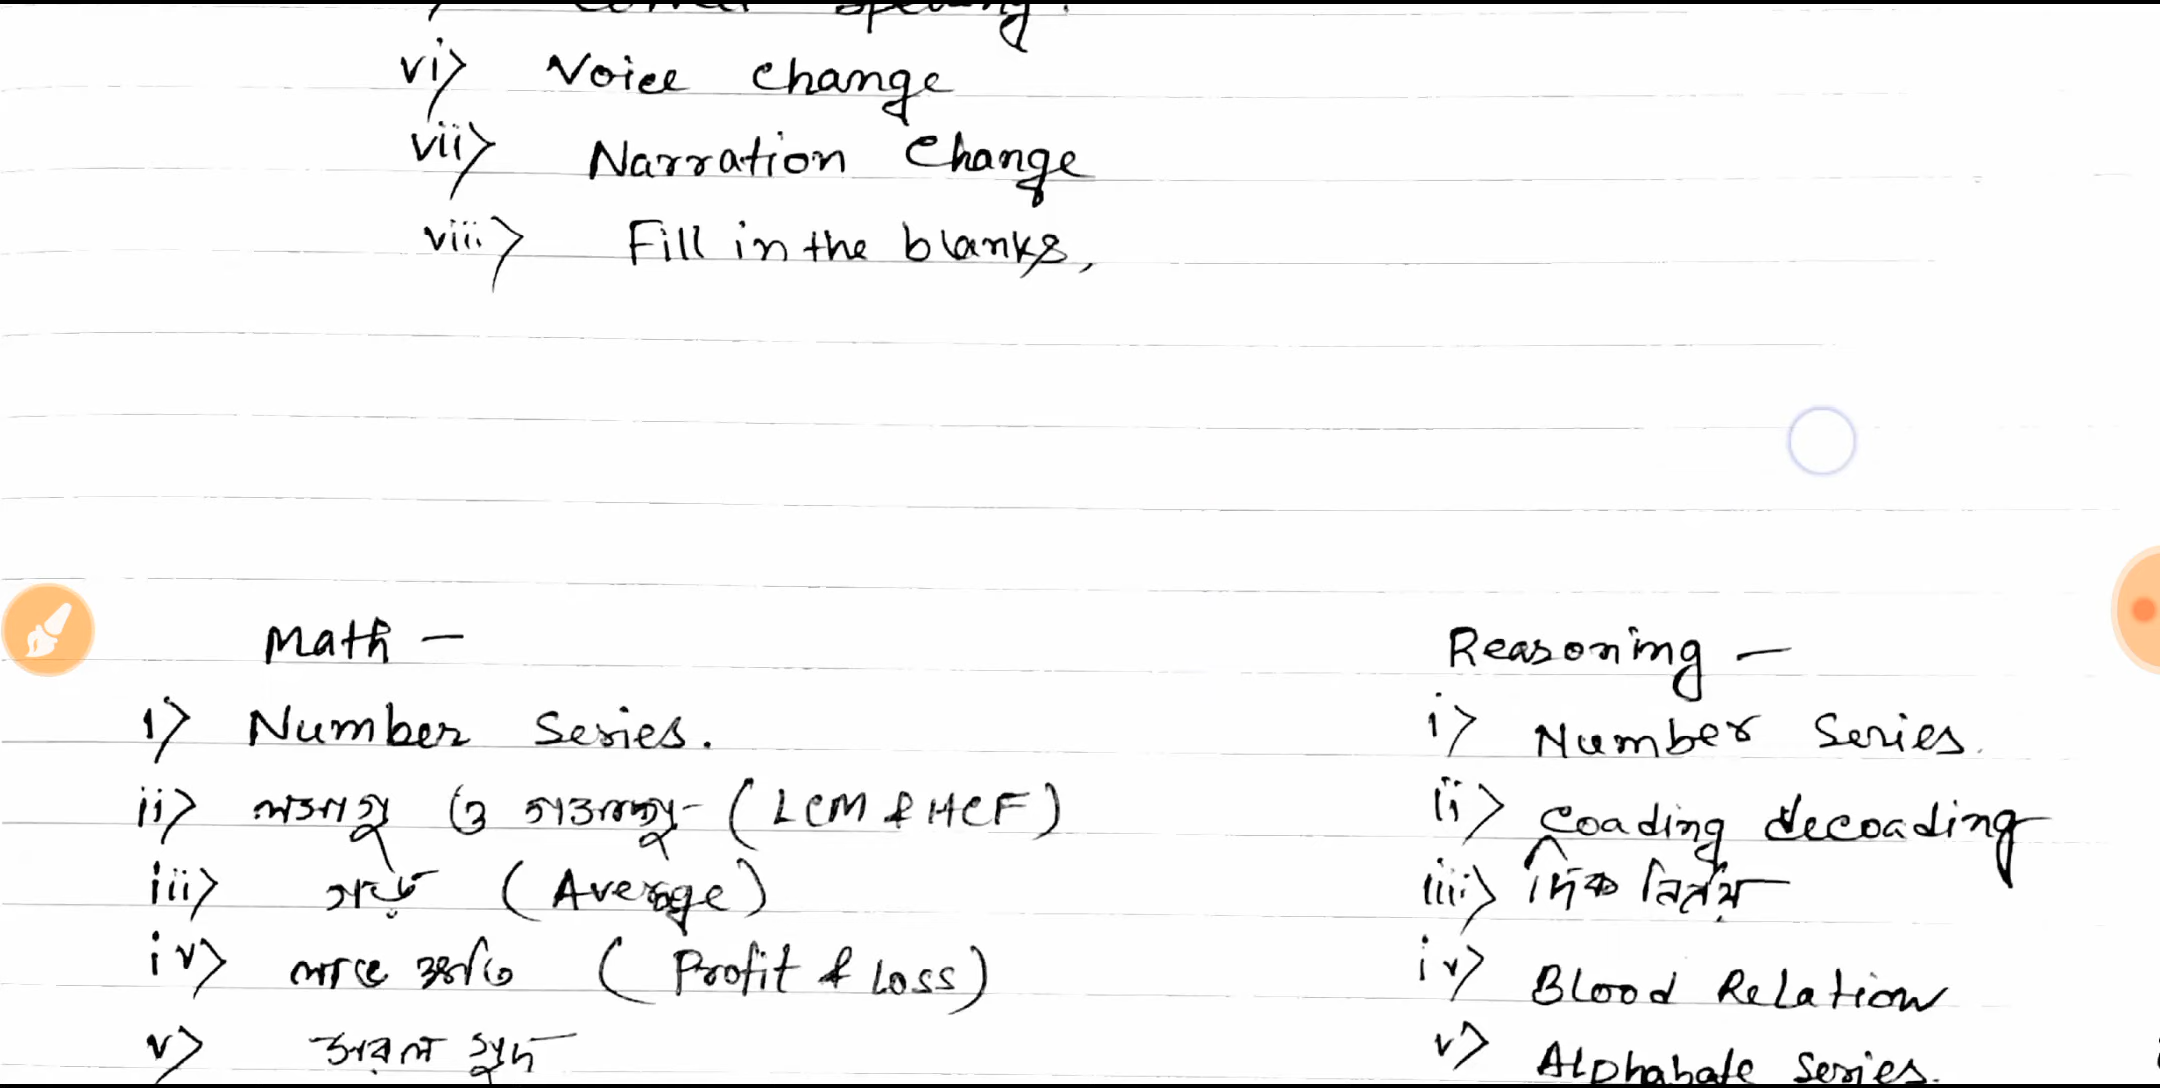 vi) Voice change
vii) Narration Change
viii) Fill in the blanks,
Math –
i) Number Series.
ii) লসাগু ও গসাগু - (LCM & HCF)
iii) গড় (Average)
iv) লাভ ক্ষতি (Profit & Loss)
v) সরল সুদ
Reasoning –
i) Number Series.
ii) Coading decoading
iii) দিক নির্ণয়
iv) Blood Relation
v) Alphabate Series.